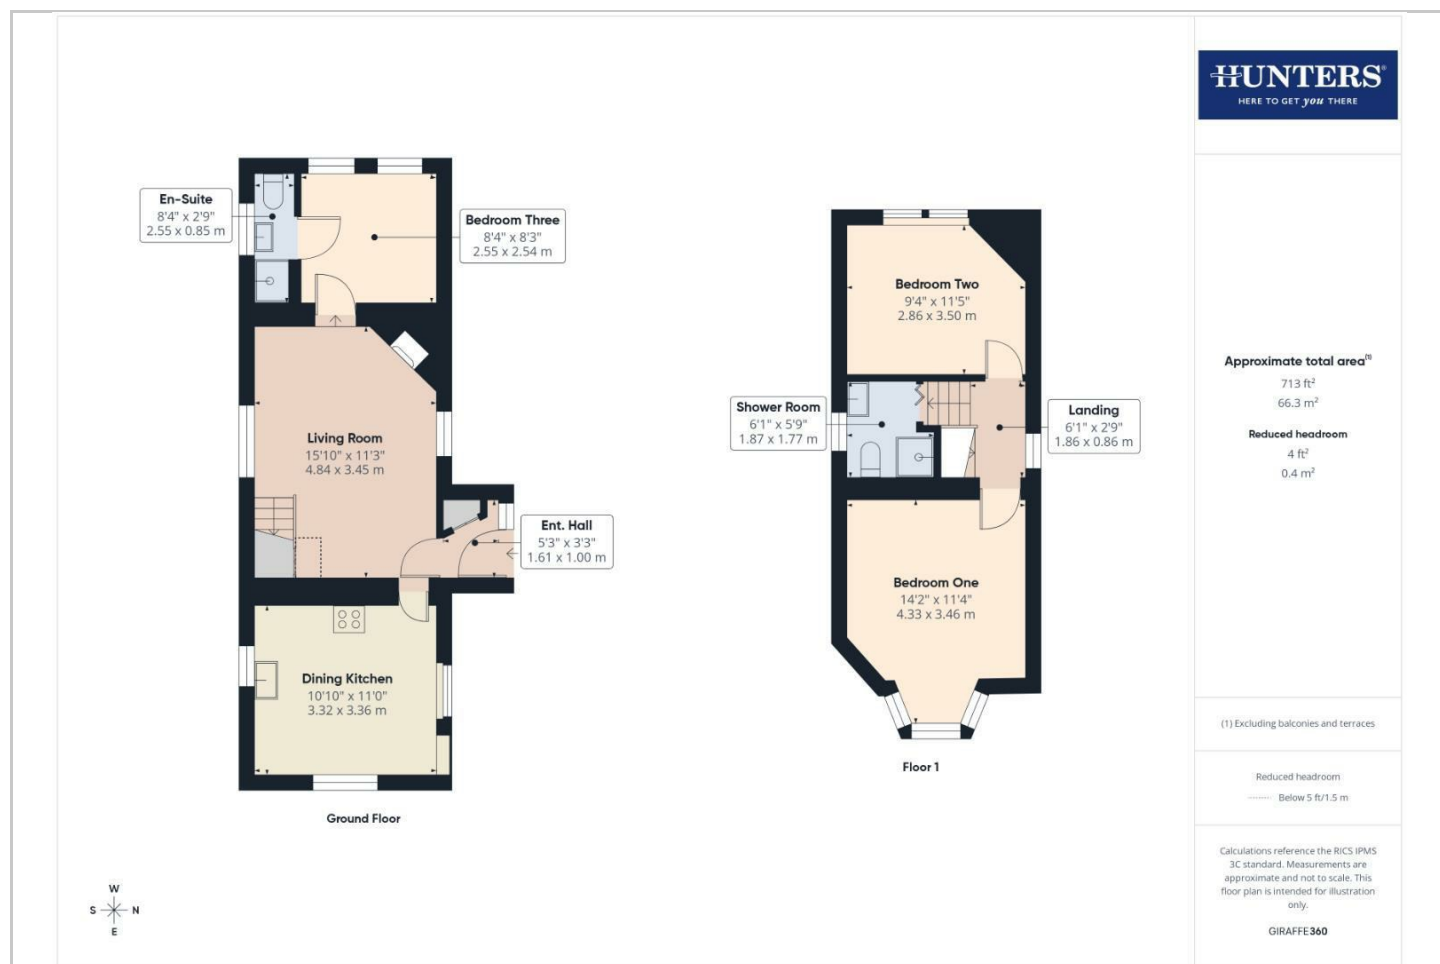 En-Suite
8'4" x 2'9"
2.55 x 0.85 m
Bedroom Three
8'4" x 8'3"
2.55 x 2.54 m
Living Room
15'10" x 11'3"
4.84 x 3.45 m
Ent. Hall
5'3" x 3'3"
1.61 x 1.00 m
Dining Kitchen
10'10" x 11'0"
3.32 x 3.36 m
Ground Floor
Bedroom Two
9'4" x 11'5"
2.86 x 3.50 m
Shower Room
6'1" x 5'9"
1.87 x 1.77 m
Landing
6'1" x 2'9"
1.86 x 0.86 m
Bedroom One
14'2" x 11'4"
4.33 x 3.46 m
Floor 1
W
S N
E
HUNTERS®
HERE TO GET you THERE
Approximate total area(1)
713 ft²
66.3 m²
Reduced headroom
4 ft²
0.4 m²
(1) Excluding balconies and terraces
Reduced headroom
Below 5 ft/1.5 m
Calculations reference the RICS IPMS
3C standard. Measurements are
approximate and not to scale. This
floor plan is intended for illustration
only.
GIRAFFE360